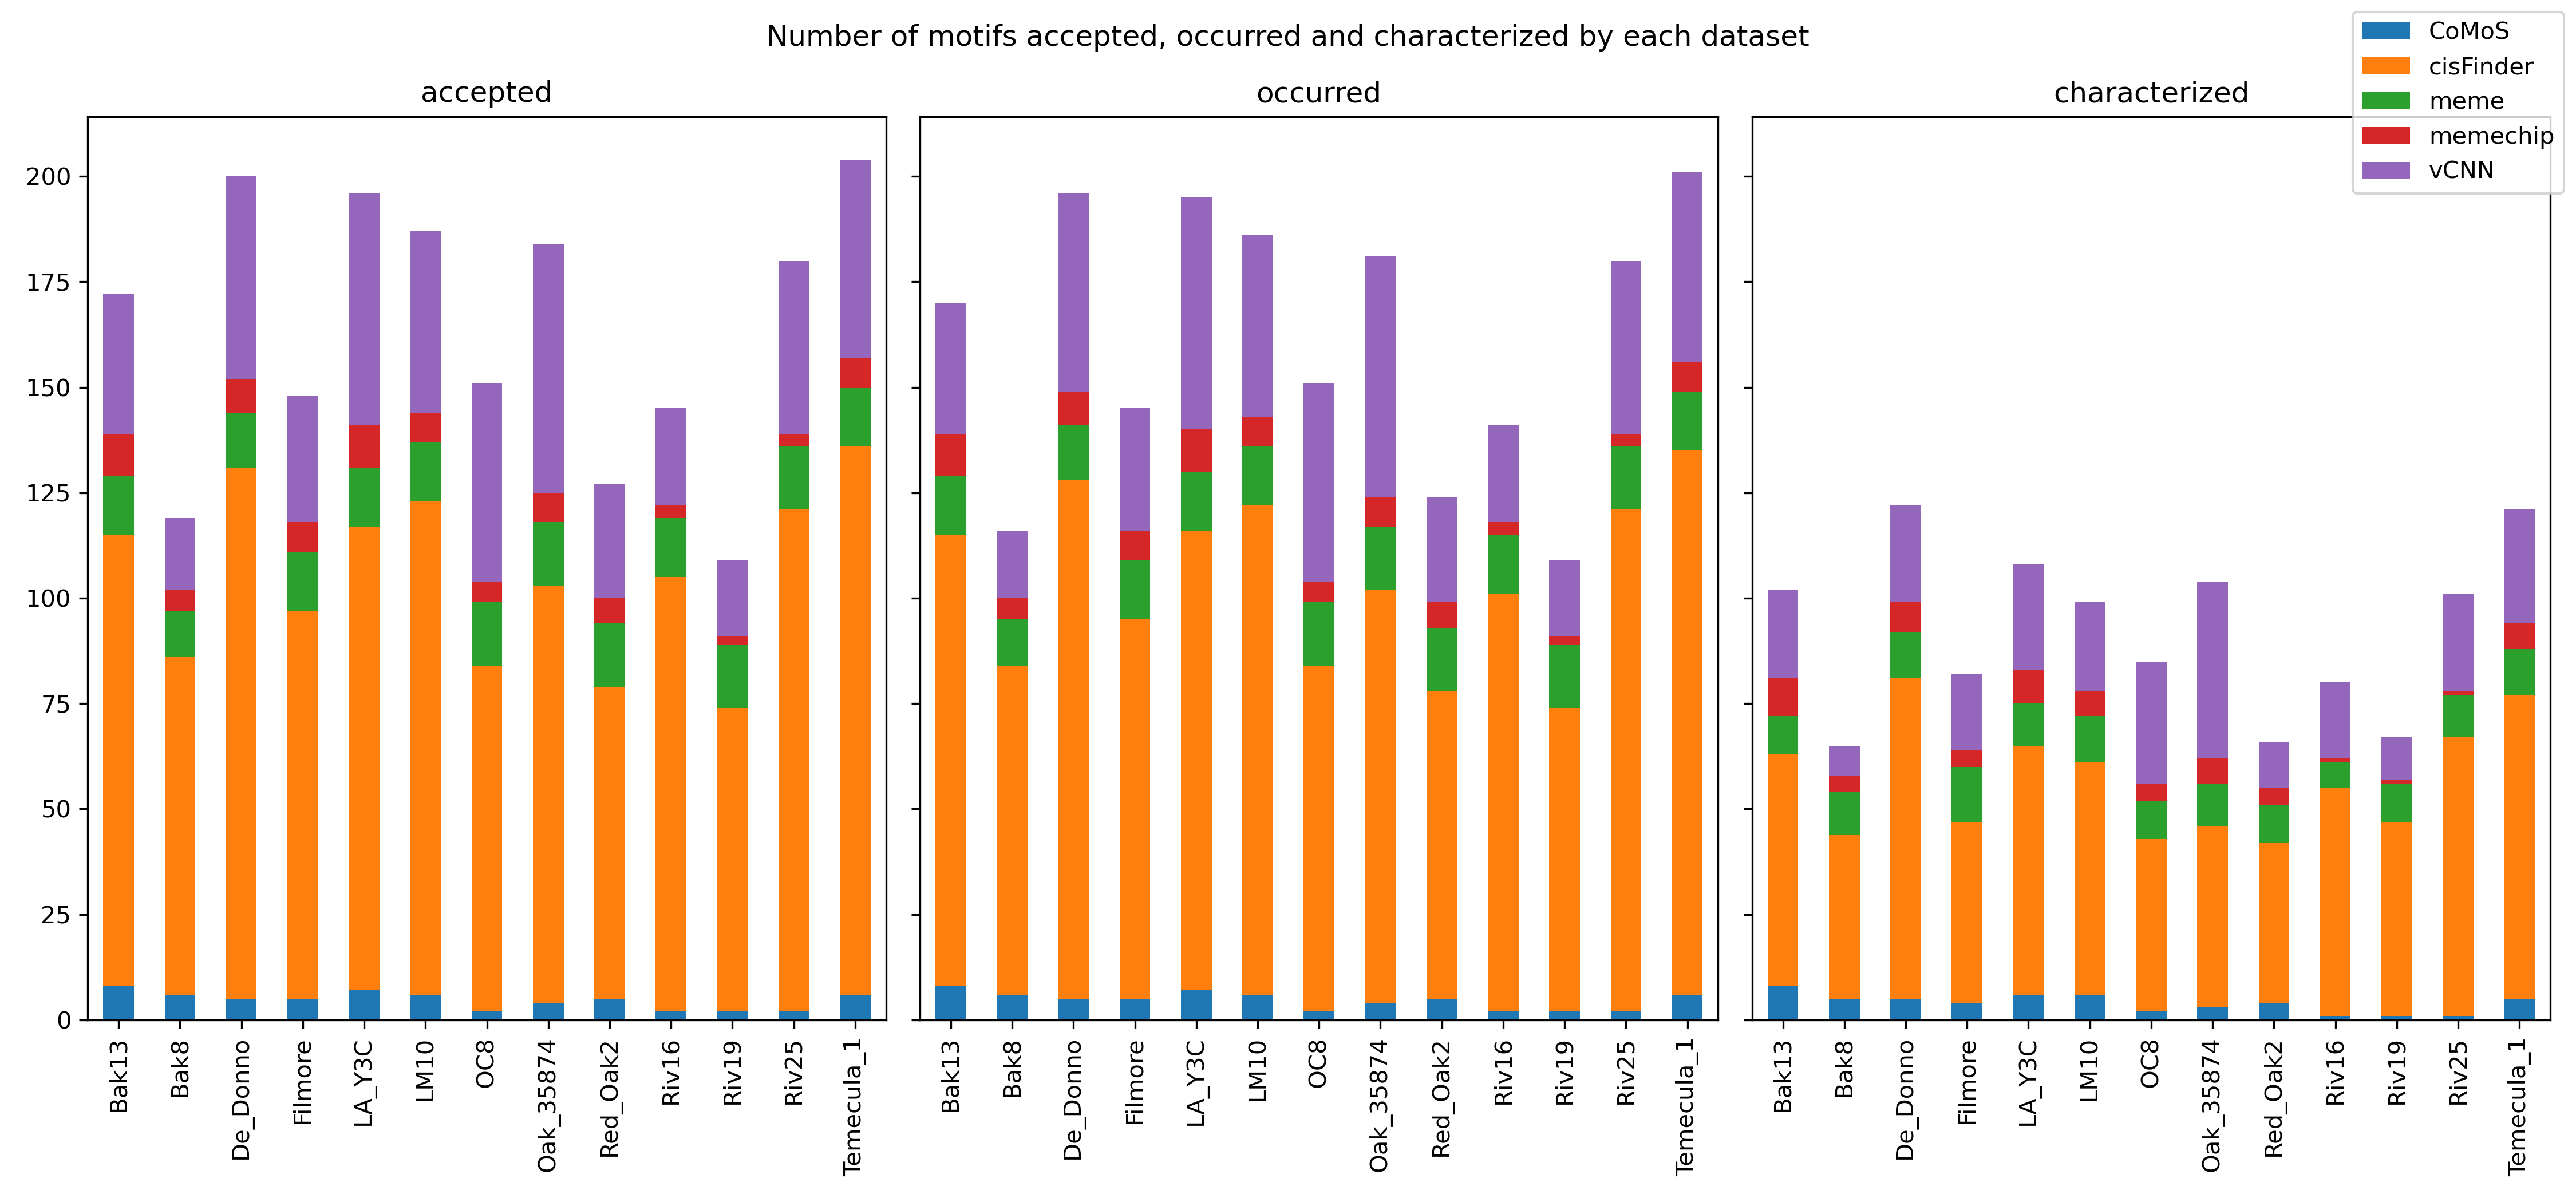 Number of motifs accepted, occurred and characterized by each dataset
CoMoS
cisFinder
meme
memechip
vCNN
accepted
occurred
characterized
200
175
150
125
100
75
50
25
0
Bak13
Bak8
De_Donno
Filmore
LA_Y3C
LM10
OC8
Oak_35874
Red_Oak2
Riv16
Riv19
Riv25
Temecula_1
Bak13
Bak8
De_Donno
Filmore
LA_Y3C
LM10
OC8
Oak_35874
Red_Oak2
Riv16
Riv19
Riv25
Temecula_1
Bak13
Bak8
De_Donno
Filmore
LA_Y3C
LM10
OC8
Oak_35874
Red_Oak2
Riv16
Riv19
Riv25
Temecula_1